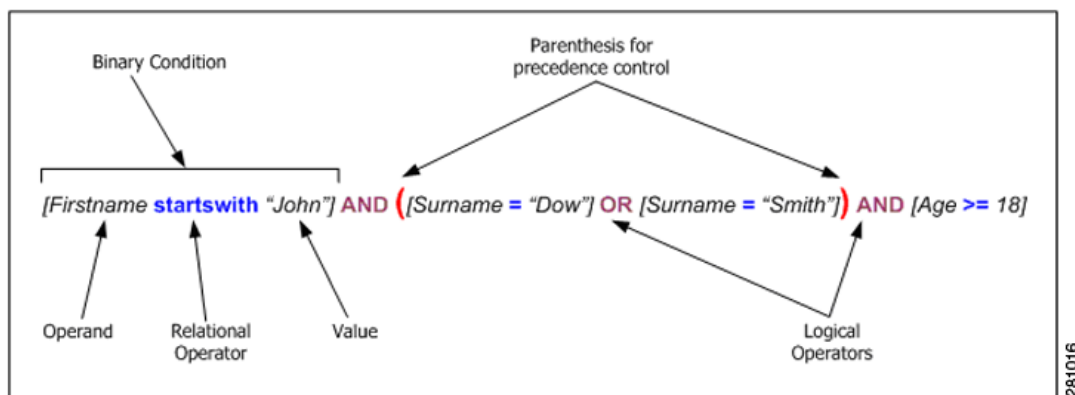 Binary Condition
Parenthesis for
precedence control
[Firstname startswith “John”] AND ([Surname = “Dow”] OR [Surname = “Smith”]) AND [Age >= 18]
Operand
Relational
Operator
Value
Logical
Operators
281016